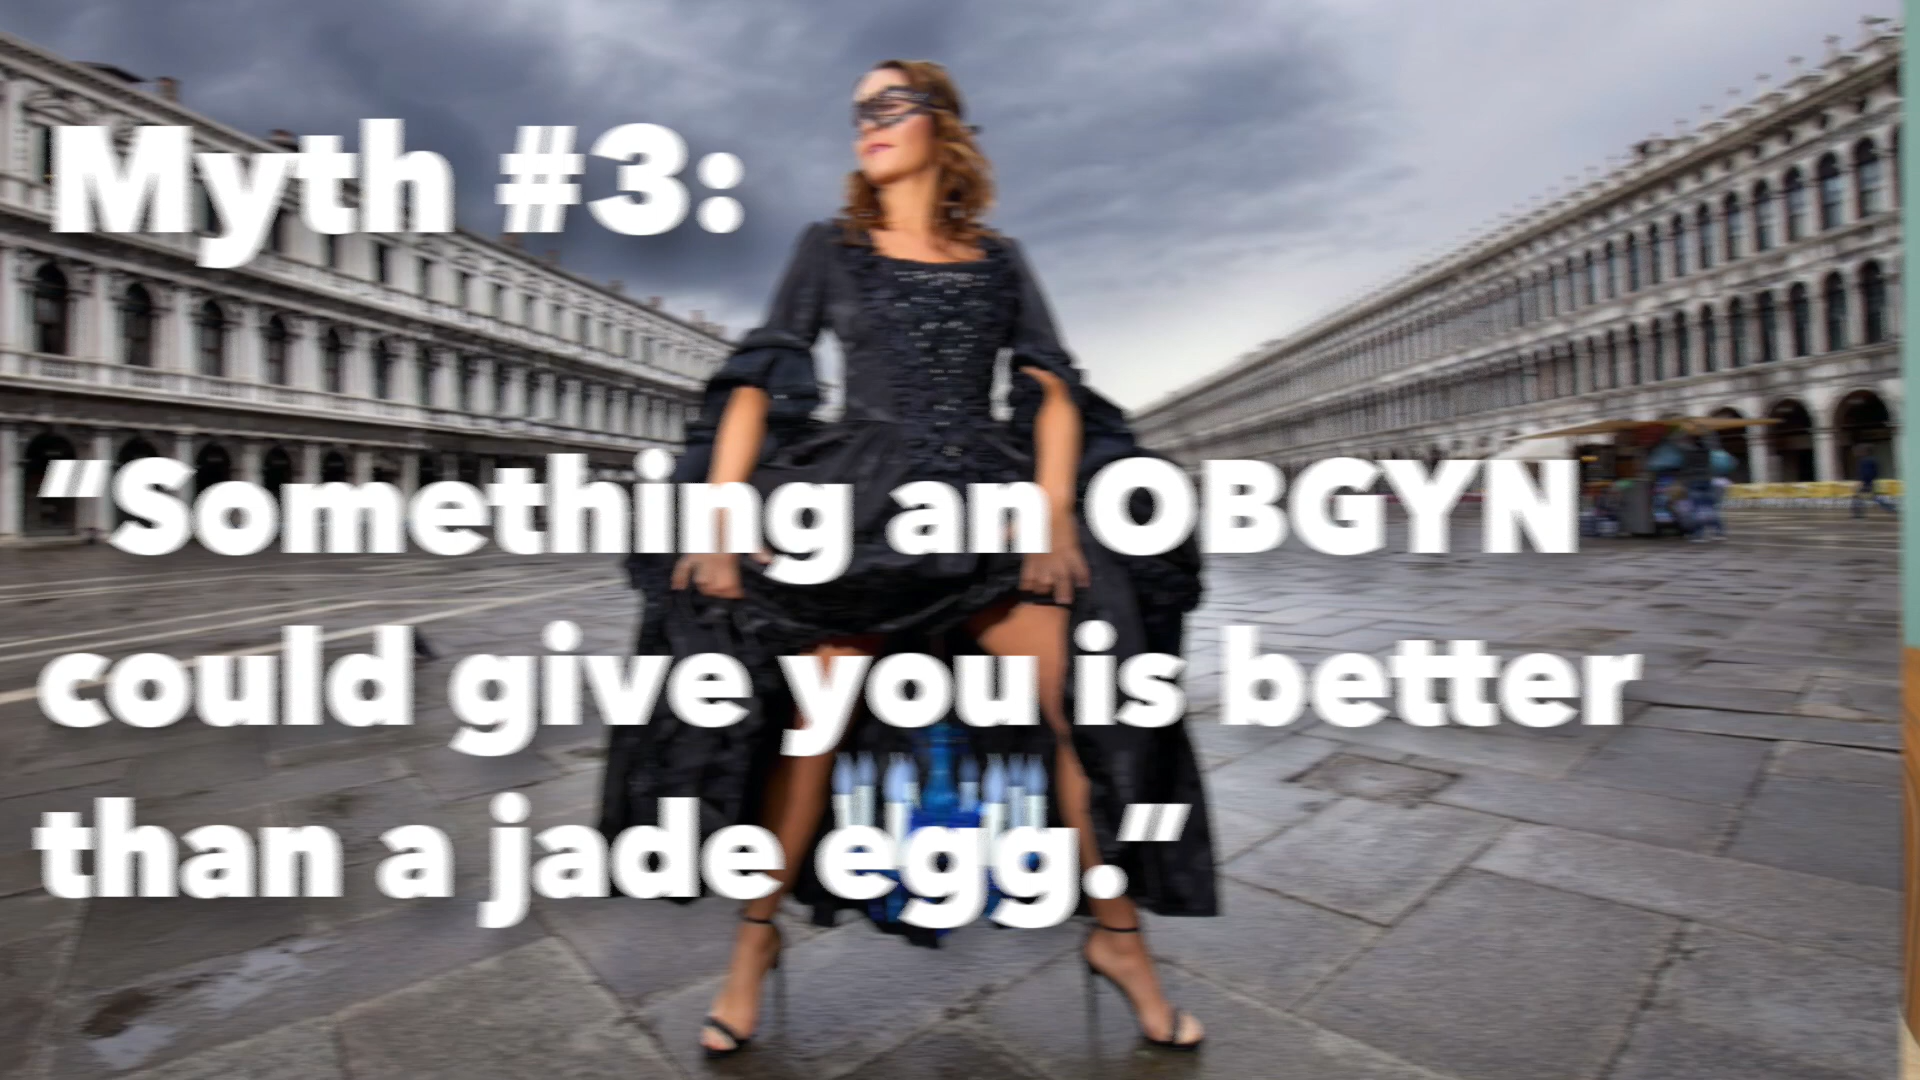 Myth #3:
“Something an OBGYN
could give you is better
than a jade egg.”